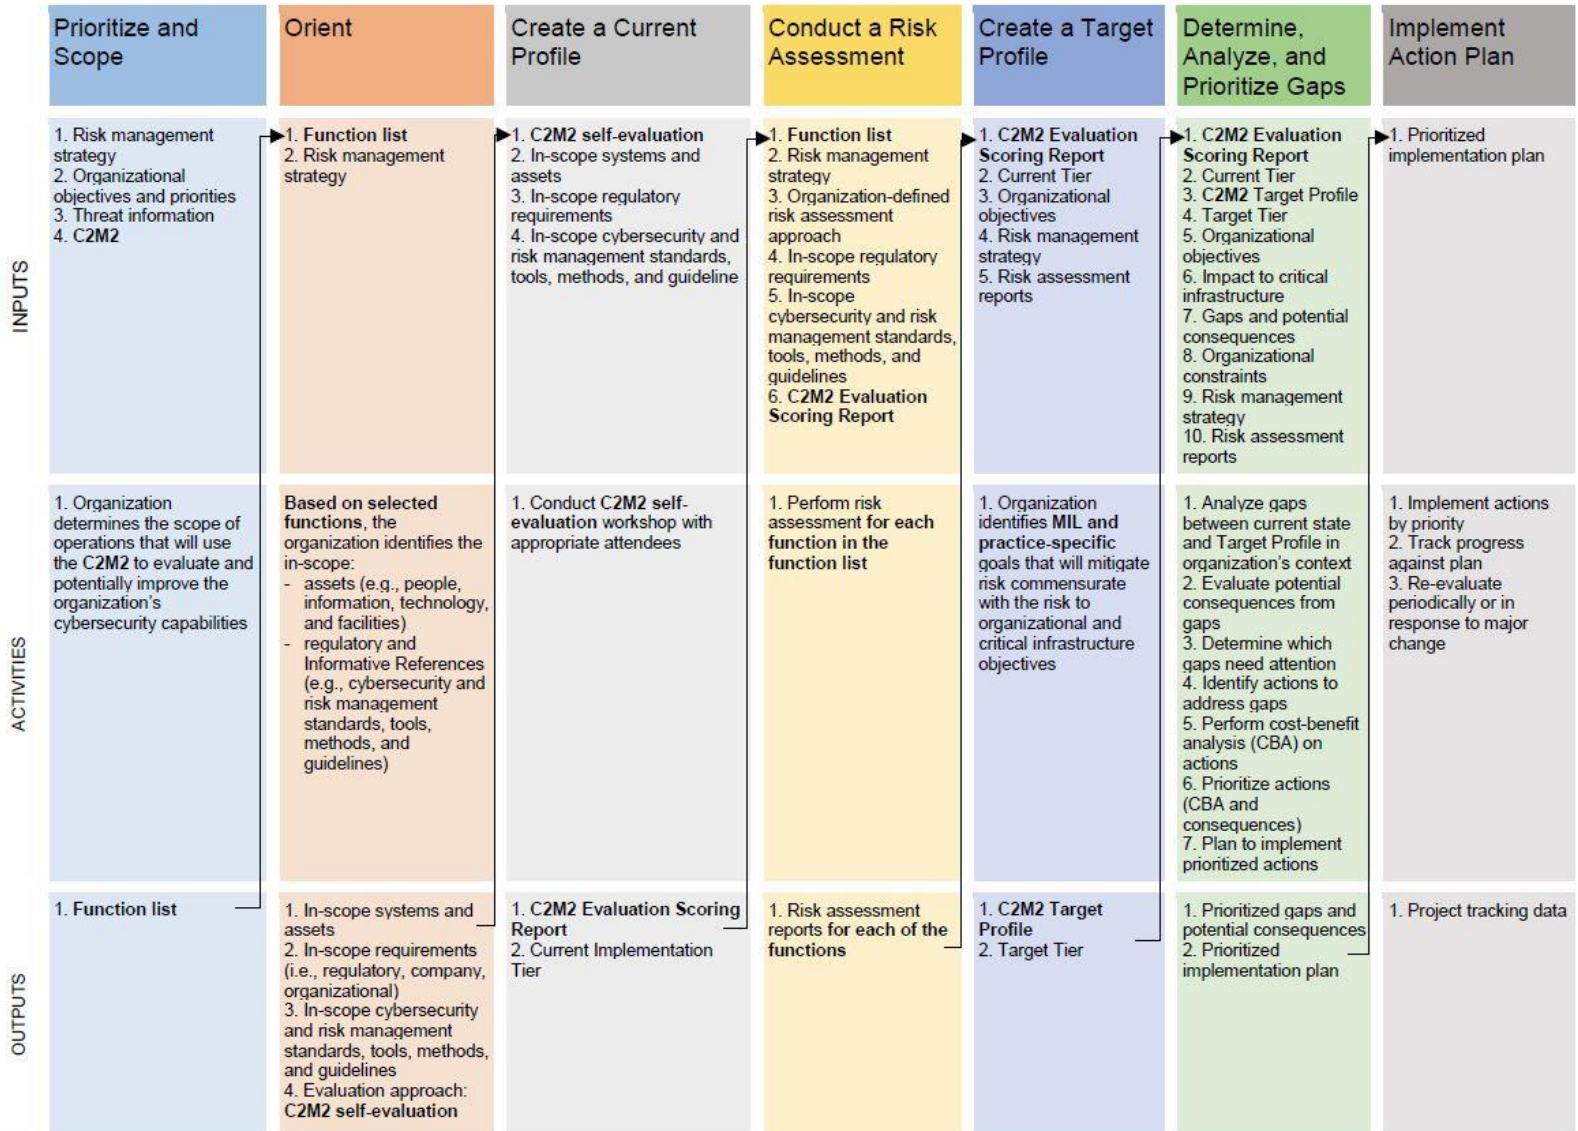 Prioritize and
Scope
Orient
Create a Current
Profile
Conduct a Risk
Assessment
Create a Target
Profile
Determine,
Analyze, and
Prioritize Gaps
Implement
Action Plan
INPUTS
1. Risk management
strategy
2. Organizational
objectives and priorities
3. Threat information
4. C2M2
1. Function list
2. Risk management
strategy
1. C2M2 self-evaluation
2. In-scope systems and
assets
3. In-scope regulatory
requirements
4. In-scope cybersecurity and
risk management standards,
tools, methods, and guideline
1. Function list
2. Risk management
strategy
3. Organization-defined
risk assessment
approach
4. In-scope regulatory
requirements
5. In-scope
cybersecurity and risk
management standards,
tools, methods, and
guidelines
6. C2M2 Evaluation
Scoring Report
1. C2M2 Evaluation
Scoring Report
2. Current Tier
3. Organizational
objectives
4. Risk management
strategy
5. Risk assessment
reports
1. C2M2 Evaluation
Scoring Report
2. Current Tier
3. C2M2 Target Profile
4. Target Tier
5. Organizational
objectives
6. Impact to critical
infrastructure
7. Gaps and potential
consequences
8. Organizational
constraints
9. Risk management
strategy
10. Risk assessment
reports
1. Prioritized
implementation plan
ACTIVITIES
1. Organization
determines the scope of
operations that will use
the C2M2 to evaluate and
potentially improve the
organization's
cybersecurity capabilities
Based on selected
functions, the
organization identifies the
in-scope:
- assets (e.g., people,
information, technology,
and facilities)
- regulatory and
Informative References
(e.g., cybersecurity and
risk management
standards, tools,
methods, and
guidelines)
1. Conduct C2M2 self-
evaluation workshop with
appropriate attendees
1. Perform risk
assessment for each
function in the
function list
1. Organization
identifies MIL and
practice-specific
goals that will mitigate
risk commensurate
with the risk to
organizational and
critical infrastructure
objectives
1. Analyze gaps
between current state
and Target Profile in
organization's context
2. Evaluate potential
consequences from
gaps
3. Determine which
gaps need attention
4. Identify actions to
address gaps
5. Perform cost-benefit
analysis (CBA) on
actions
6. Prioritize actions
(CBA and
consequences)
7. Plan to implement
prioritized actions
1. Implement actions
by priority
2. Track progress
against plan
3. Re-evaluate
periodically or in
response to major
change
OUTPUTS
1. Function list
1. In-scope systems and
assets
2. In-scope requirements
(i.e., regulatory, company,
organizational)
3. In-scope cybersecurity
and risk management
standards, tools, methods,
and guidelines
4. Evaluation approach:
C2M2 self-evaluation
1. C2M2 Evaluation Scoring
Report
2. Current Implementation
Tier
1. Risk assessment
reports for each of the
functions
1. C2M2 Target
Profile
2. Target Tier
1. Prioritized gaps and
potential consequences
2. Prioritized
implementation plan
1. Project tracking data